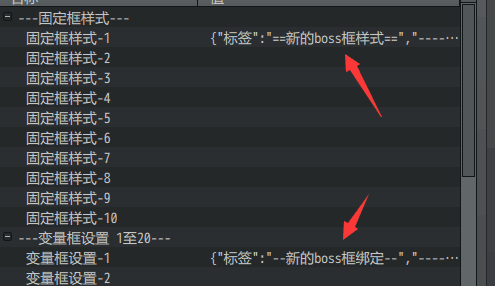 ---固定框样式---
固定框样式-1 {"标签":"==新的boss框样式==","----…
固定框样式-2
固定框样式-3
固定框样式-4
固定框样式-5
固定框样式-6
固定框样式-7
固定框样式-8
固定框样式-9
固定框样式-10
---变量框设置 1至20---
变量框设置-1 {"标签":"--新的boss框绑定--","----…
变量框设置-2